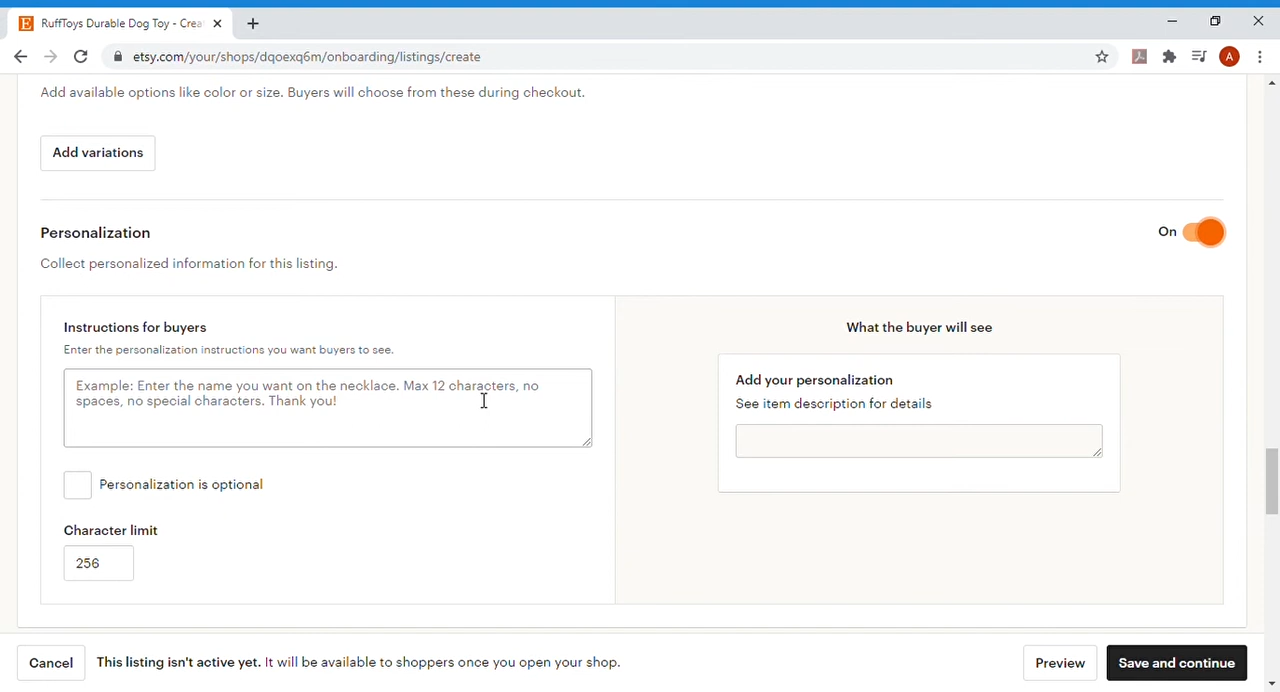 RuffToys Durable Dog Toy - Crea
etsy.com/your/shops/dqoexq6m/onboarding/listings/create
A
Add available options like color or size. Buyers will choose from these during checkout.
Add variations
Personalization
On
Collect personalized information for this listing.
Instructions for buyers
What the buyer will see
Enter the personalization instructions you want buyers to see.
Example: Enter the name you want on the necklace. Max 12 characters, no
spaces, no special characters. Thank you!
Add your personalization
See item description for details
Personalization is optional
Character limit
256
Cancel
This listing isn't active yet. It will be available to shoppers once you open your shop.
Preview
Save and continue